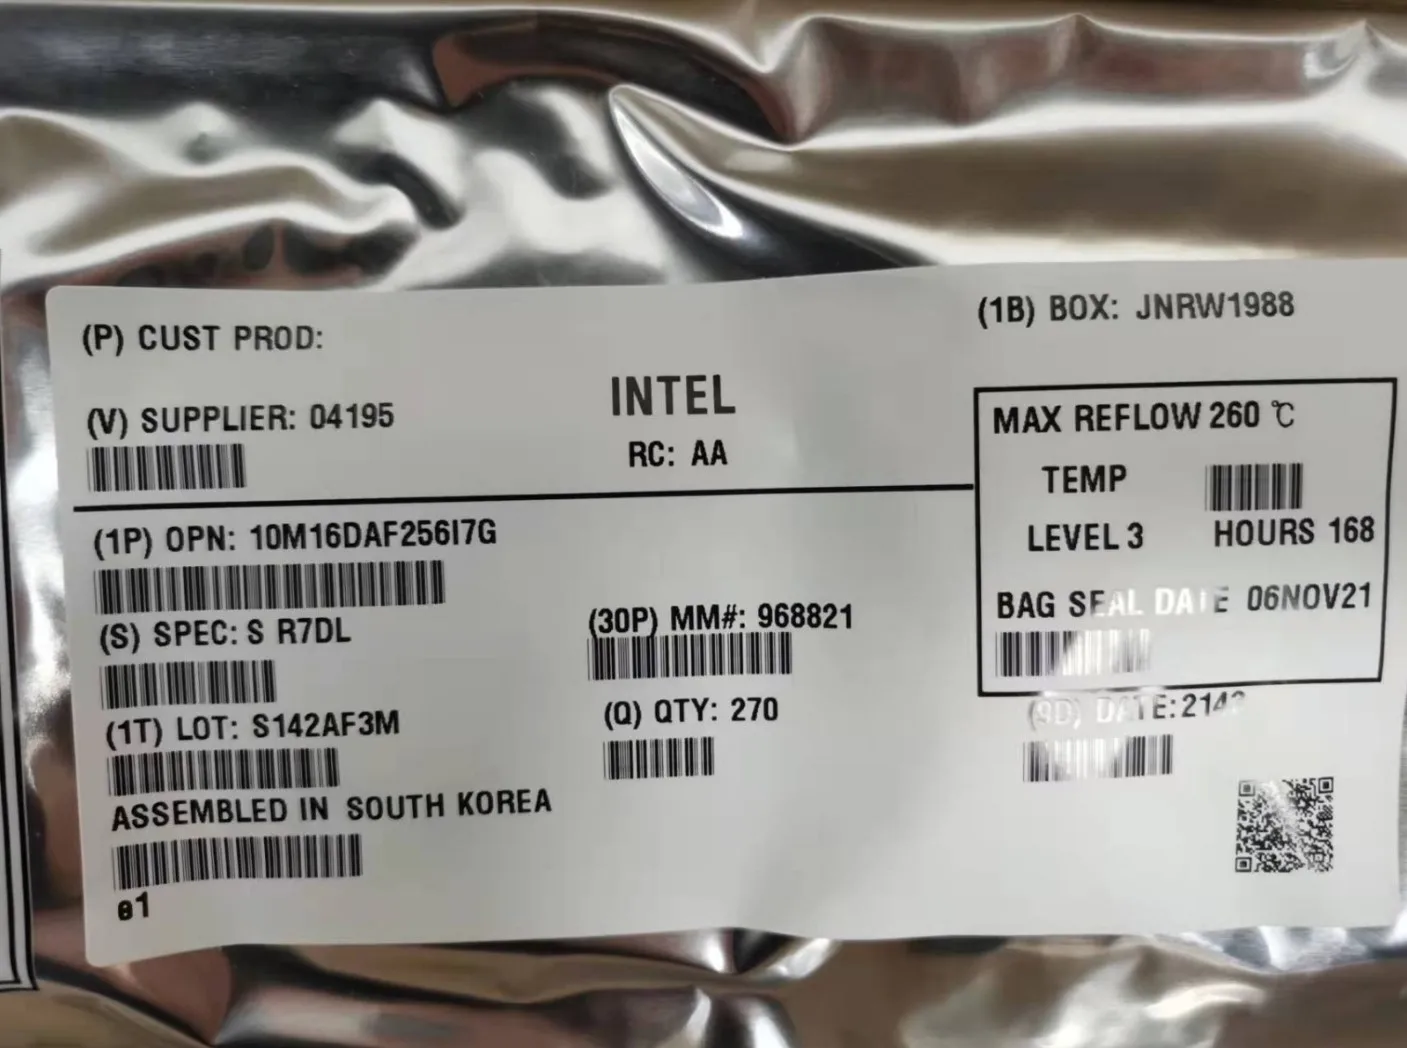 (P) CUST PROD:
(1B) BOX: JNRW1988
(V) SUPPLIER: 04195
INTEL
RC: AA
MAX REFLOW 260 ℃
TEMP
LEVEL 3 HOURS 168
BAG SEAL DATE 06NOV21
(1P) OPN: 10M16DAF256I7G
(S) SPEC: S R7DL
(30P) MM#: 968821
(1T) LOT: S142AF3M
(Q) QTY: 270
(9D) DATE:
ASSEMBLED IN SOUTH KOREA
e1